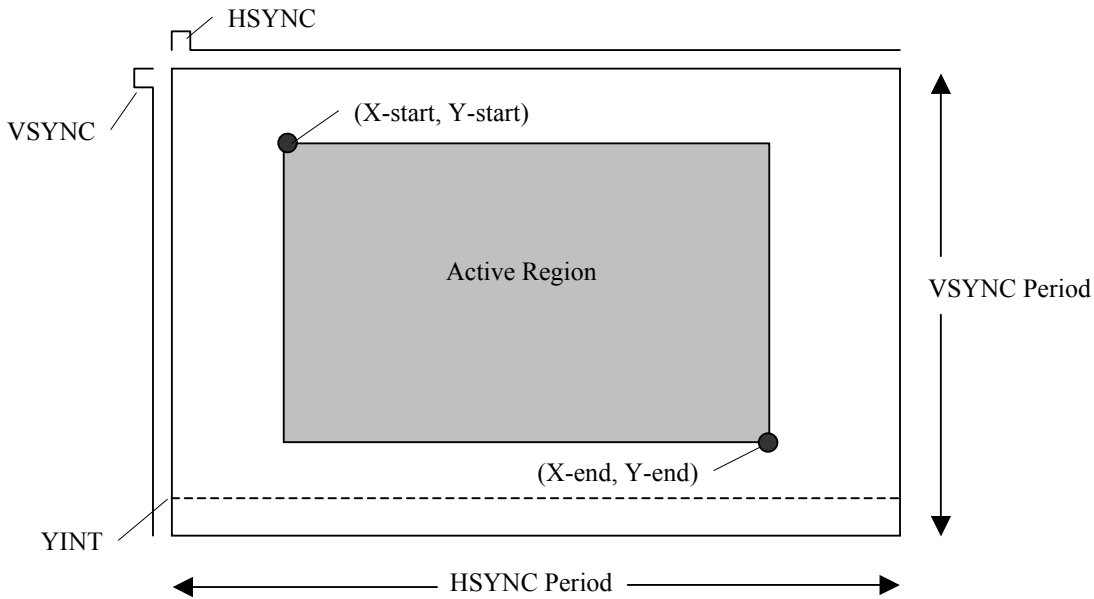 HSYNC
(X-start, Y-start)
VSYNC
Active Region
VSYNC Period
(X-end, Y-end)
YINT
HSYNC Period